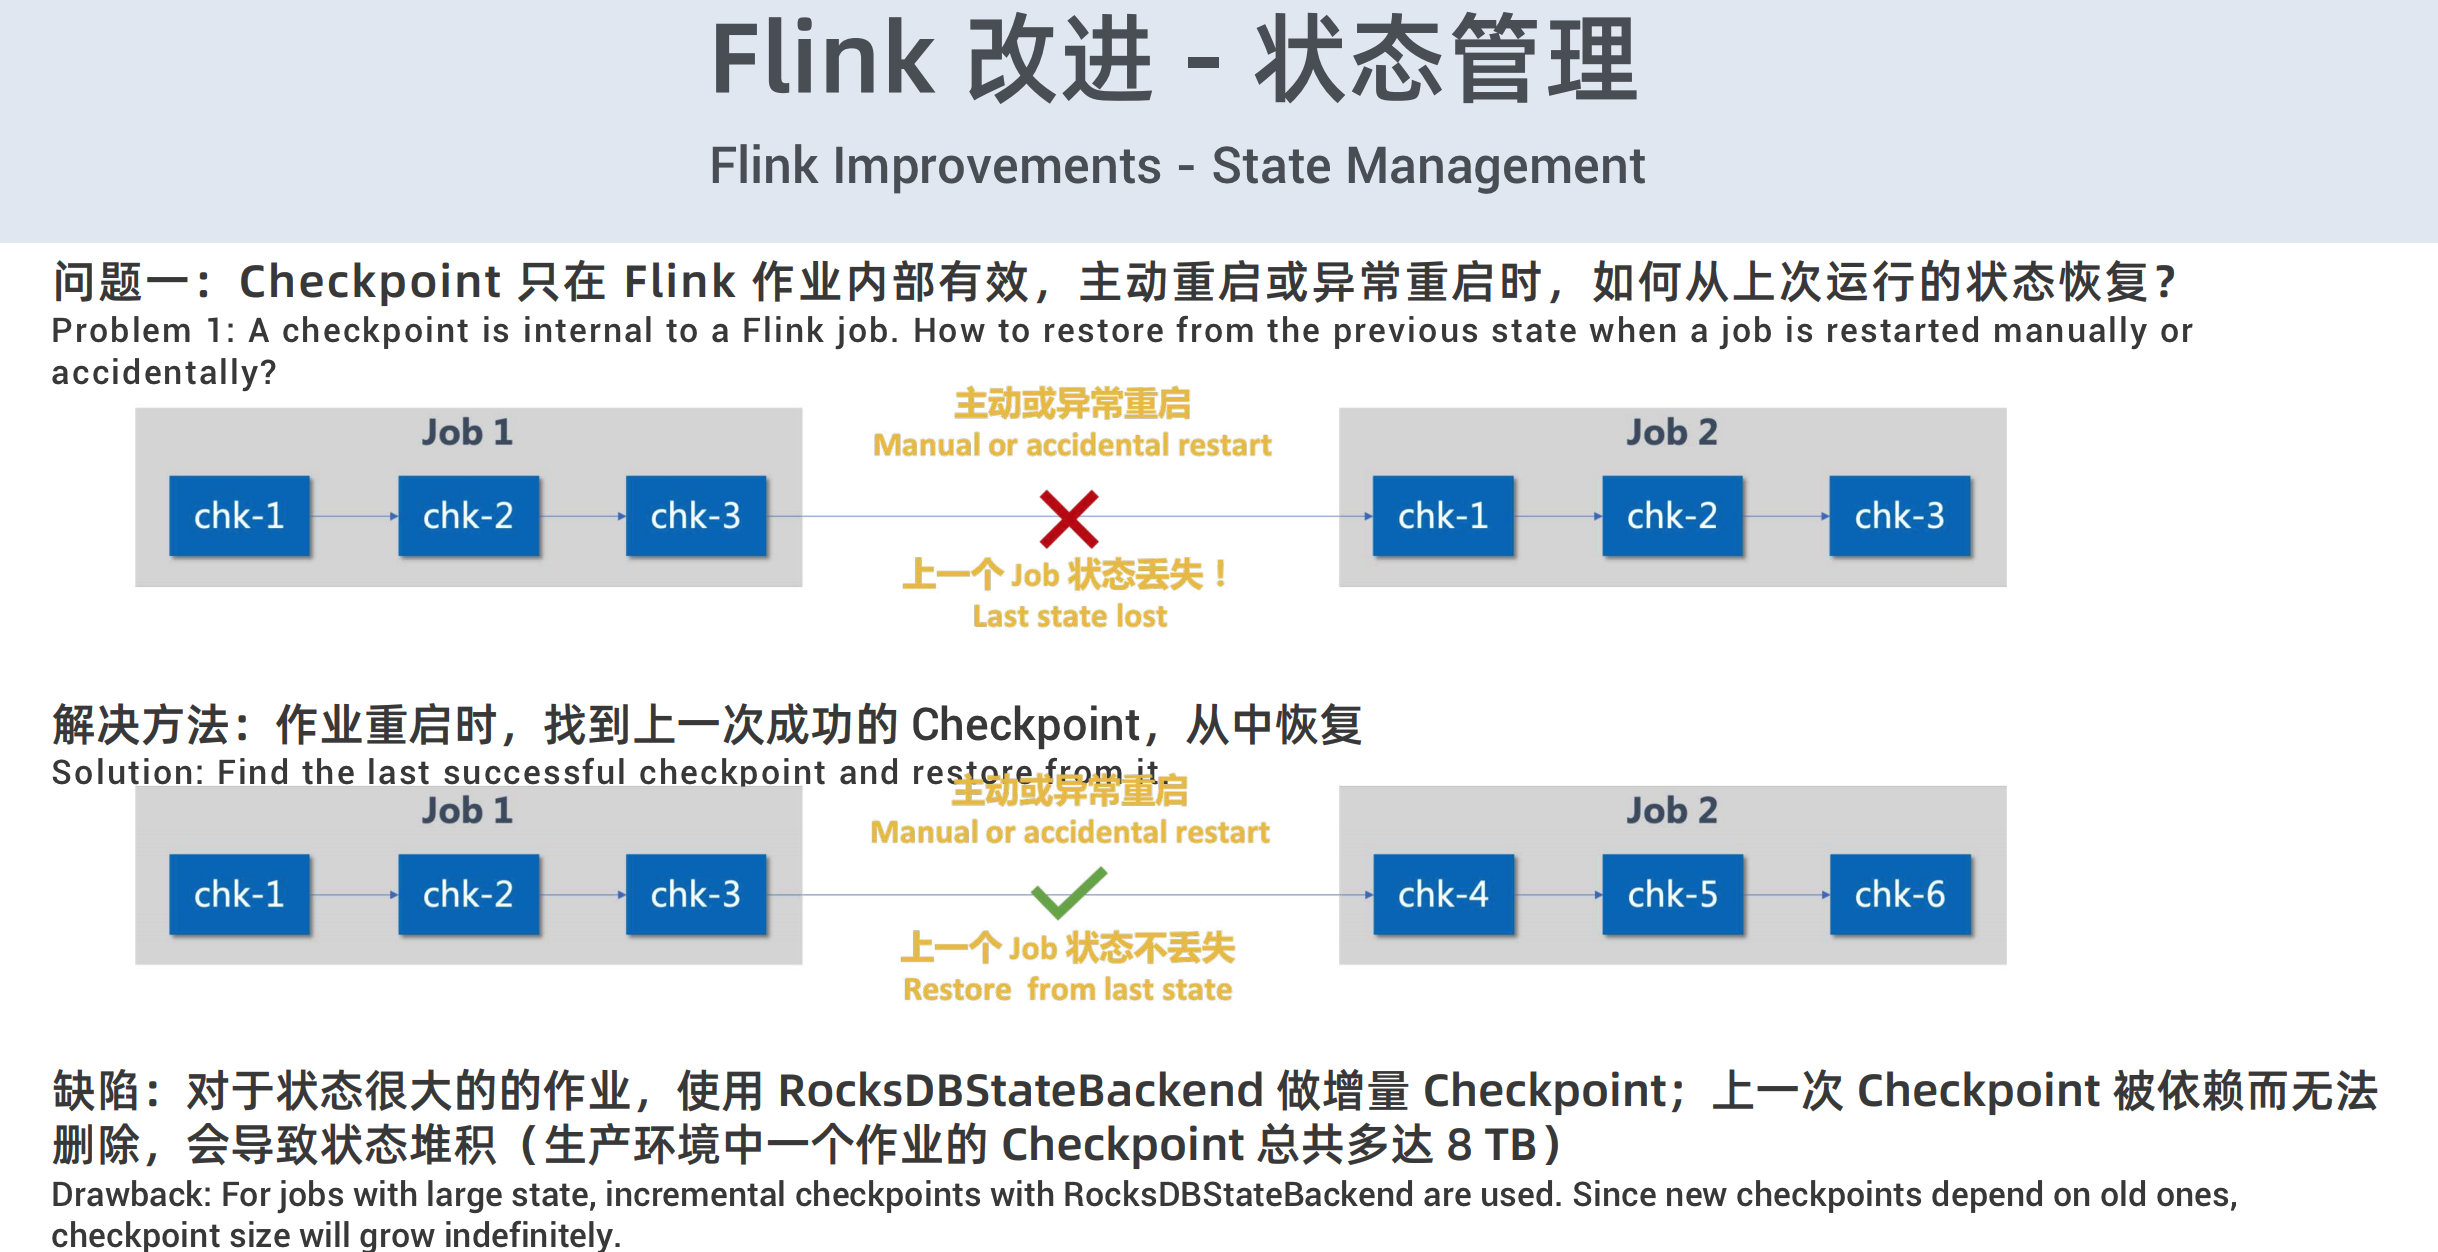 Flink 改进 - 状态管理
Flink Improvements - State Management
问题一：Checkpoint 只在 Flink 作业内部有效，主动重启或异常重启时，如何从上次运行的状态恢复？
Problem 1: A checkpoint is internal to a Flink job. How to restore from the previous state when a job is restarted manually or
accidentally?
主动或异常重启
Manual or accidental restart
Job 1
chk-1
chk-2
chk-3
上一个 Job 状态丢失！
Last state lost
Job 2
chk-1
chk-2
chk-3
解决方法：作业重启时，找到上一次成功的 Checkpoint，从中恢复
Solution: Find the last successful checkpoint and restore from it.
主动或异常重启
Manual or accidental restart
Job 1
chk-1
chk-2
chk-3
上一个 Job 状态不丢失
Restore from last state
Job 2
chk-4
chk-5
chk-6
缺陷：对于状态很大的的作业，使用 RocksDBStateBackend 做增量 Checkpoint；上一次 Checkpoint 被依赖而无法
删除，会导致状态堆积（生产环境中一个作业的 Checkpoint 总共多达 8 TB）
Drawback: For jobs with large state, incremental checkpoints with RocksDBStateBackend are used. Since new checkpoints depend on old ones,
checkpoint size will grow indefinitely.